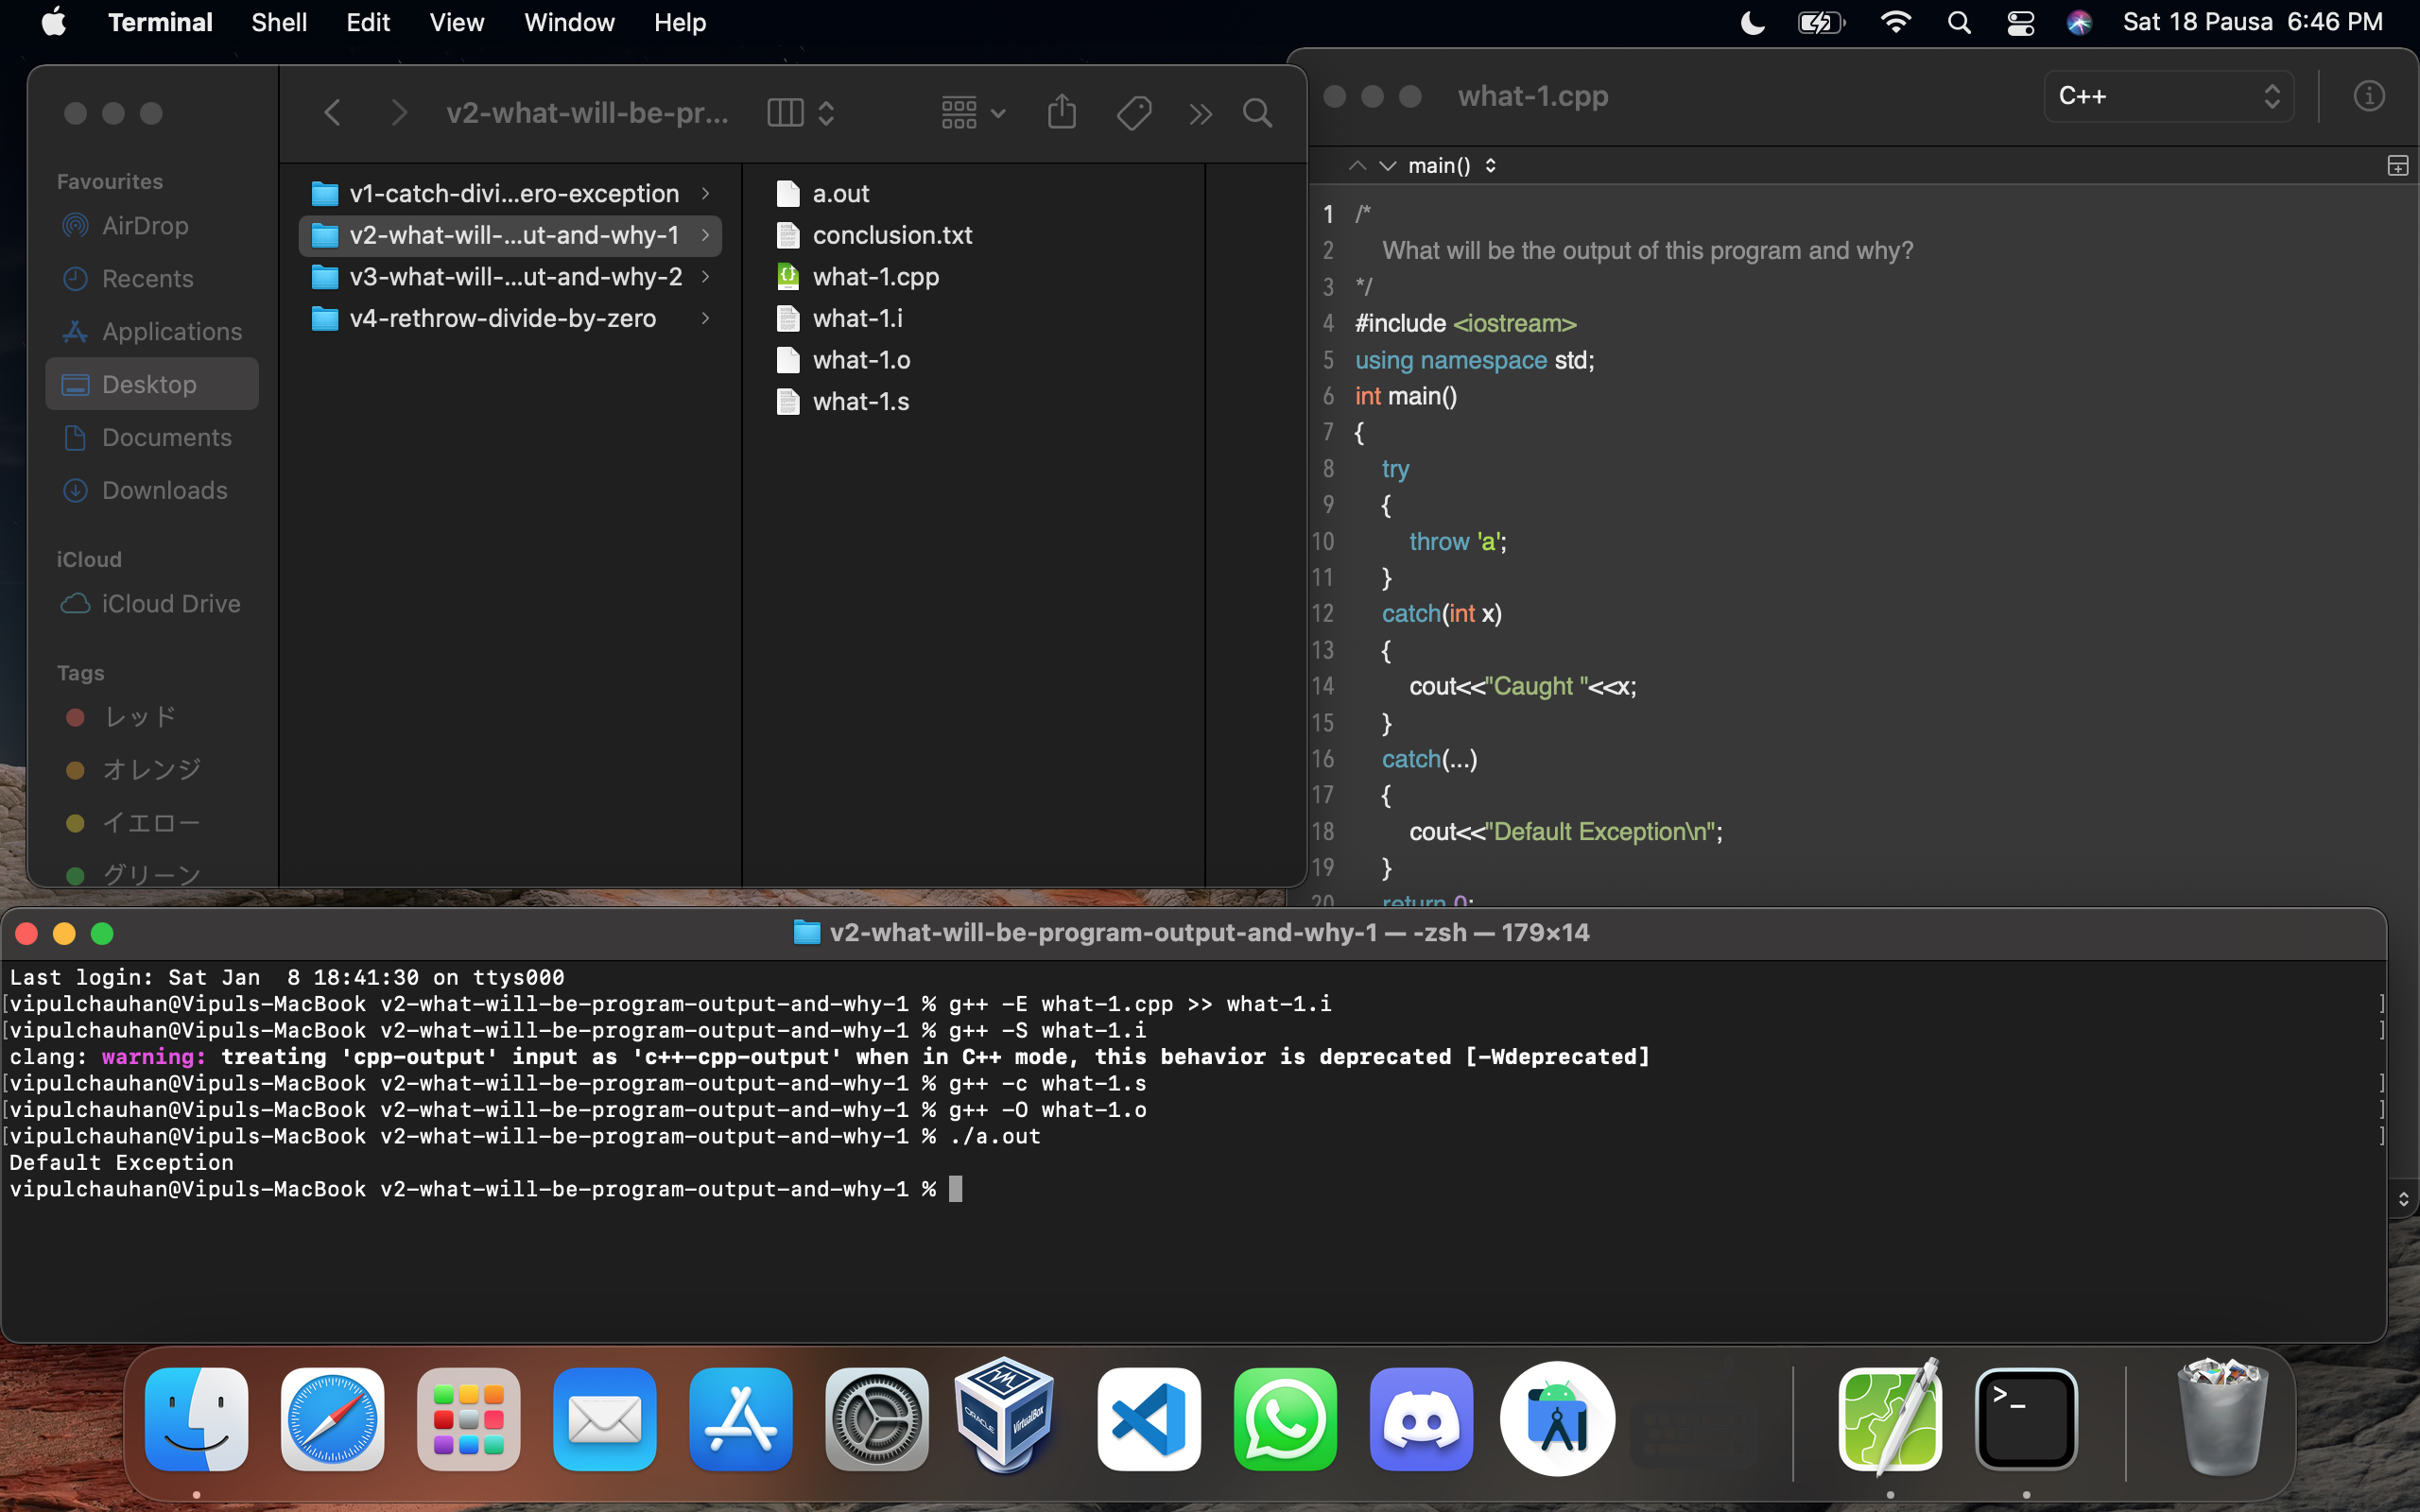 Terminal Shell Edit View Window Help Sat 18 Pausa 6:46 PM
v2-what-will-be-pr...
Favourites
AirDrop
Recents
Applications
Desktop
Documents
Downloads
iCloud
iCloud Drive
Tags
レッド
オレンジ
イエロー
グリーン
v1-catch-divi...ero-exception
v2-what-will-...ut-and-why-1
v3-what-will-...ut-and-why-2
v4-rethrow-divide-by-zero
a.out
conclusion.txt
what-1.cpp
what-1.i
what-1.o
what-1.s
what-1.cpp C++
main()
1 /*
2 What will be the output of this program and why?
3 */
4 #include <iostream>
5 using namespace std;
6 int main()
7 {
8 try
9 {
10 throw 'a';
11 }
12 catch(int x)
13 {
14 cout<<"Caught "<<x;
15 }
16 catch(...)
17 {
18 cout<<"Default Exception\n";
19 }
20 return 0;
v2-what-will-be-program-output-and-why-1 — -zsh — 179×14
Last login: Sat Jan  8 18:41:30 on ttys000
[vipulchauhan@Vipuls-MacBook v2-what-will-be-program-output-and-why-1 % g++ -E what-1.cpp >> what-1.i ]
[vipulchauhan@Vipuls-MacBook v2-what-will-be-program-output-and-why-1 % g++ -S what-1.i ]
clang: warning: treating 'cpp-output' input as 'c++-cpp-output' when in C++ mode, this behavior is deprecated [-Wdeprecated]
[vipulchauhan@Vipuls-MacBook v2-what-will-be-program-output-and-why-1 % g++ -c what-1.s ]
[vipulchauhan@Vipuls-MacBook v2-what-will-be-program-output-and-why-1 % g++ -O what-1.o ]
[vipulchauhan@Vipuls-MacBook v2-what-will-be-program-output-and-why-1 % ./a.out ]
Default Exception
vipulchauhan@Vipuls-MacBook v2-what-will-be-program-output-and-why-1 %
ORACLE VirtualBox
>_